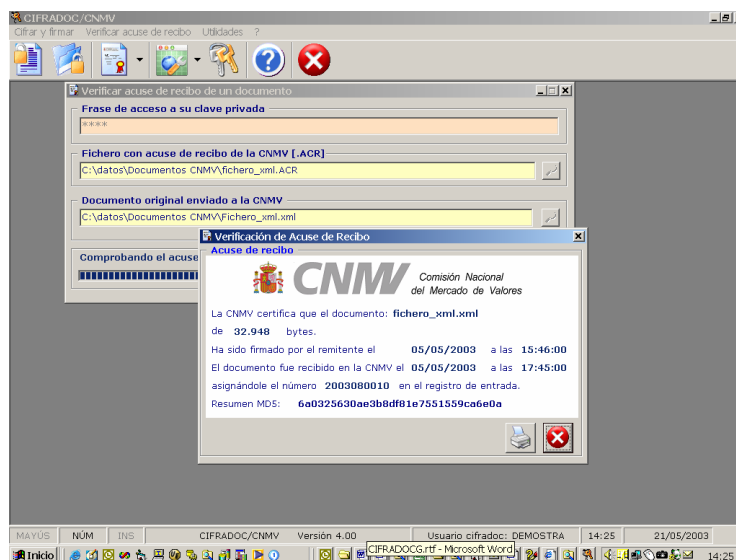 CIFRADOC/CNMV
Cifrar y firmar Verificar acuse de recibo Utilidades ?
Verificar acuse de recibo de un documento
Frase de acceso a su clave privada
****
Fichero con acuse de recibo de la CNMV [.ACR]
C:\datos\Documentos CNMV\fichero_xml.ACR
Documento original enviado a la CNMV
C:\datos\Documentos CNMV\Fichero_xml.xml
Comprobando el acuse
Verificación de Acuse de Recibo
Acuse de recibo
CNMV
Comisión Nacional
del Mercado de Valores
La CNMV certifica que el documento: fichero_xml.xml
de 32.948 bytes.
Ha sido firmado por el remitente el 05/05/2003 a las 15:46:00
El documento fue recibido en la CNMV el 05/05/2003 a las 17:45:00
asignándole el número 2003080010 en el registro de entrada.
Resumen MD5: 6a0325630ae3b8df81e7551559ca6e0a
MAYÚS NÚM INS CIFRADOC/CNMV Versión 4.00 Usuario cifradoc: DEMOSTRA 14:25 21/05/2003
CIFRADOCG.rtf - Microsoft Word
Inicio 14:25